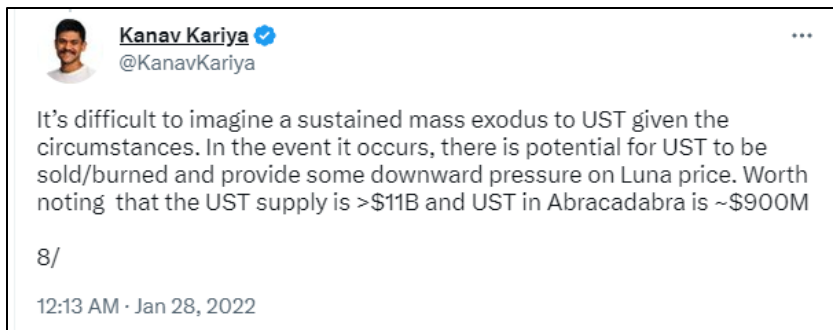 Kanav Kariya
@KanavKariya
It’s difficult to imagine a sustained mass exodus to UST given the
circumstances. In the event it occurs, there is potential for UST to be
sold/burned and provide some downward pressure on Luna price. Worth
noting  that the UST supply is >$11B and UST in Abracadabra is ~$900M
8/
12:13 AM · Jan 28, 2022